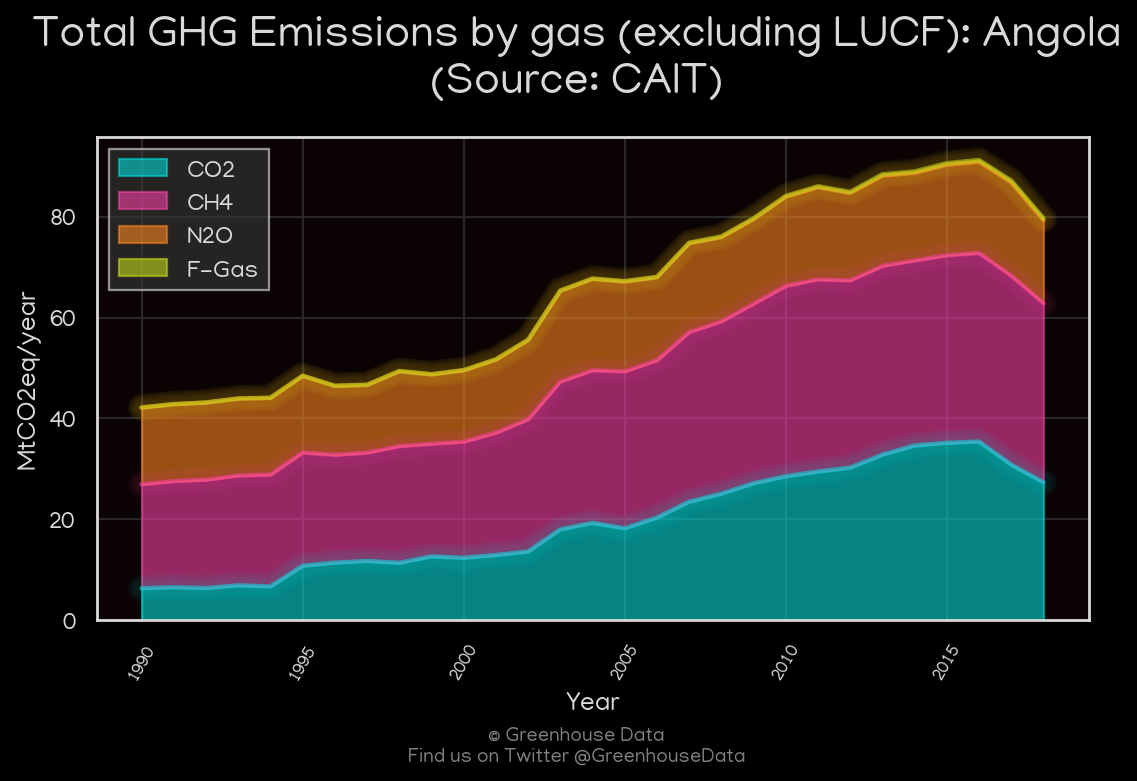 Total GHG Emissions by gas (excluding LUCF): Angola
(Source: CAIT)
CO2
CH4
N2O
F-Gas
80
60
40
20
0
MtCO2eq/year
1990
1995
2000
2005
2010
2015
Year
© Greenhouse Data
Find us on Twitter @GreenhouseData